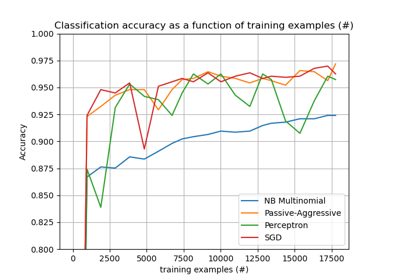 Classification accuracy as a function of training examples (#)
1.000
0.975
0.950
0.925
0.900
0.875
0.850
0.825
0.800
Accuracy
NB Multinomial
Passive-Aggressive
Perceptron
SGD
0 2500 5000 7500 10000 12500 15000 17500
training examples (#)